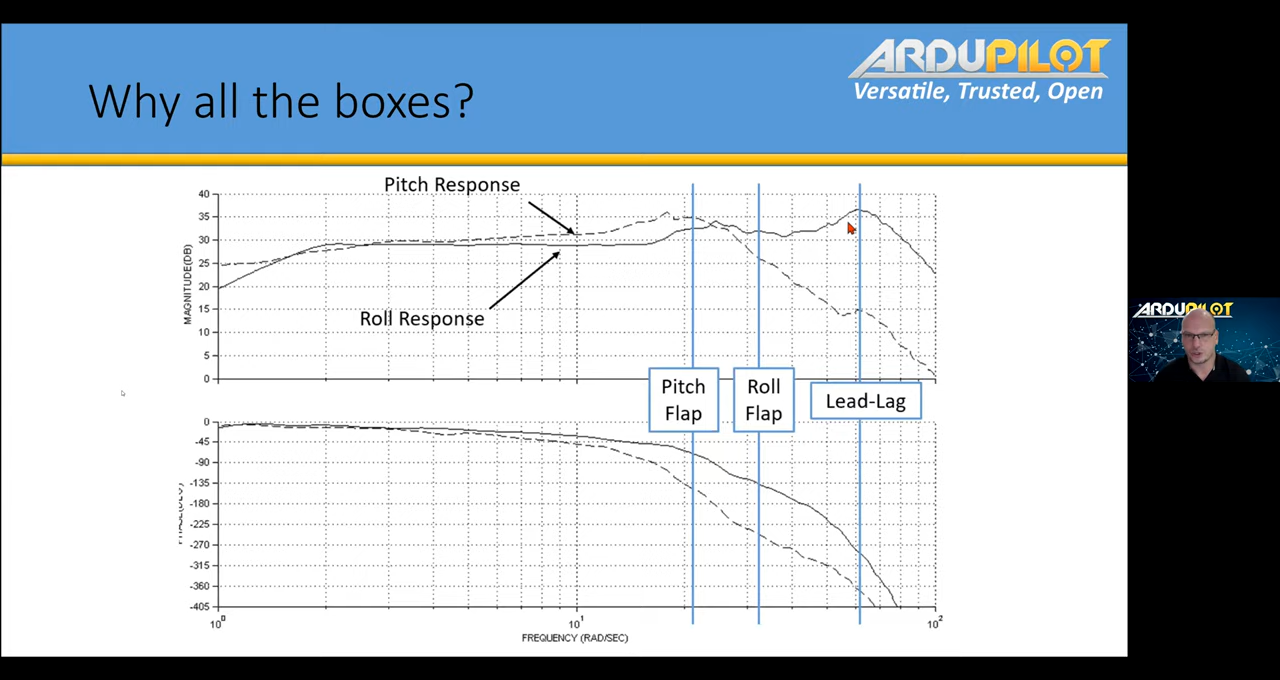 Why all the boxes?
ARDUPILOT
Versatile, Trusted, Open
Pitch Response
Roll Response
MAGNITUDE(DB)
40
35
30
25
20
15
10
5
0
Pitch
Flap
Roll
Flap
Lead-Lag
0
-45
-90
-135
-180
-225
-270
-315
-360
-405
10⁰
10¹
10²
FREQUENCY (RAD/SEC)
ARDUPILOT